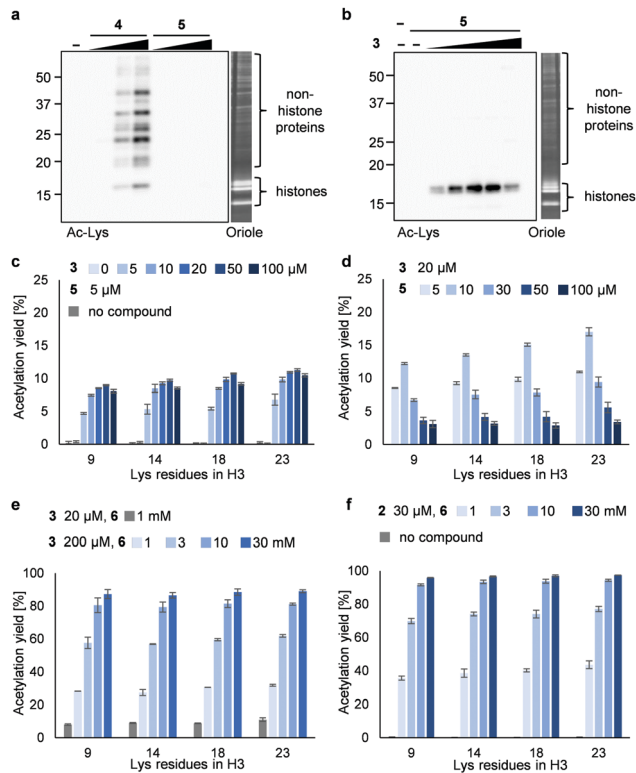 a
4 5
–
50
37
25
20
15
non-
histone
proteins
histones
Ac-Lys Oriole
b
– 5
3 – –
50
37
25
20
15
non-
histone
proteins
histones
Ac-Lys Oriole
c
3 0 5 10 20 50 100 µM
5 5 µM
no compound
Acetylation yield [%]
25
20
15
10
5
0
9 14 18 23
Lys residues in H3
d
3 20 µM
5 5 10 30 50 100 µM
Acetylation yield [%]
25
20
15
10
5
0
9 14 18 23
Lys residues in H3
e
3 20 µM, 6 1 mM
3 200 µM, 6 1 3 10 30 mM
Acetylation yield [%]
100
80
60
40
20
0
9 14 18 23
Lys residues in H3
f
2 30 µM, 6 1 3 10 30 mM
no compound
Acetylation yield [%]
100
80
60
40
20
0
9 14 18 23
Lys residues in H3